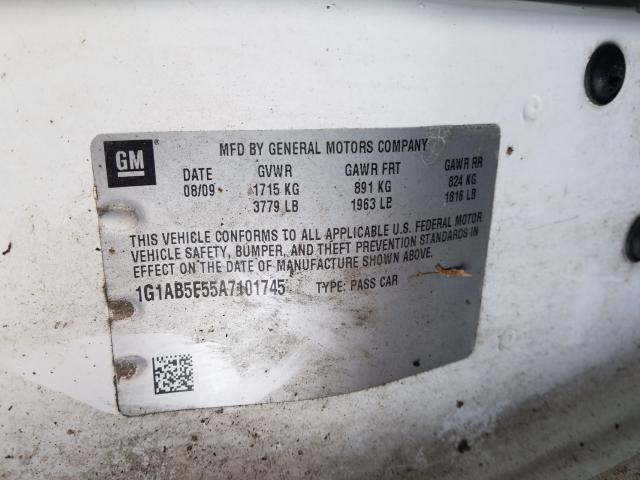 GM
MFD BY GENERAL MOTORS COMPANY
DATE GVWR GAWR FRT GAWR RR
08/09 1715 KG 891 KG 824 KG
3779 LB 1963 LB 1816 LB
THIS VEHICLE CONFORMS TO ALL APPLICABLE U.S. FEDERAL MOTOR
VEHICLE SAFETY, BUMPER, AND THEFT PREVENTION STANDARDS IN
EFFECT ON THE DATE OF MANUFACTURE SHOWN ABOVE.
1G1AB5E55A7101745 TYPE: PASS CAR